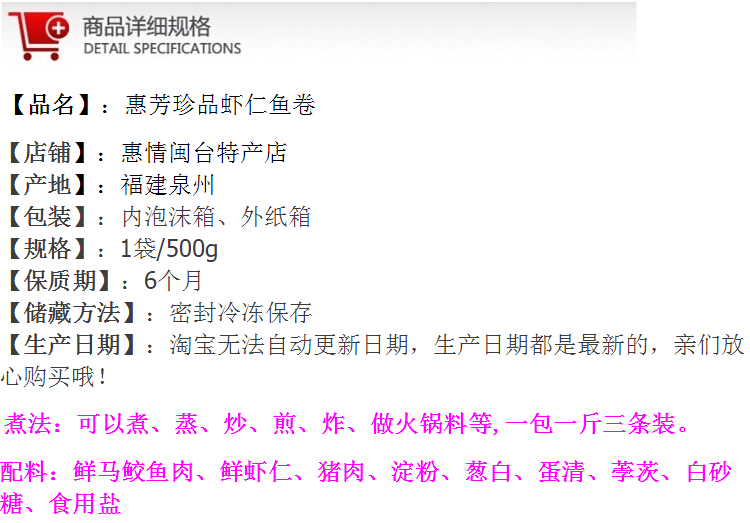 商品详细规格
DETAIL SPECIFICATIONS
【品名】：惠芳珍品虾仁鱼卷
【店铺】：惠情闽台特产店
【产地】：福建泉州
【包装】：内泡沫箱、外纸箱
【规格】：1袋/500g
【保质期】：6个月
【储藏方法】：密封冷冻保存
【生产日期】：淘宝无法自动更新日期，生产日期都是最新的，亲们放
心购买哦！
煮法：可以煮、蒸、炒、煎、炸、做火锅料等,一包一斤三条装。
配料：鲜马鲛鱼肉、鲜虾仁、猪肉、淀粉、葱白、蛋清、荸茨、白砂
糖、食用盐